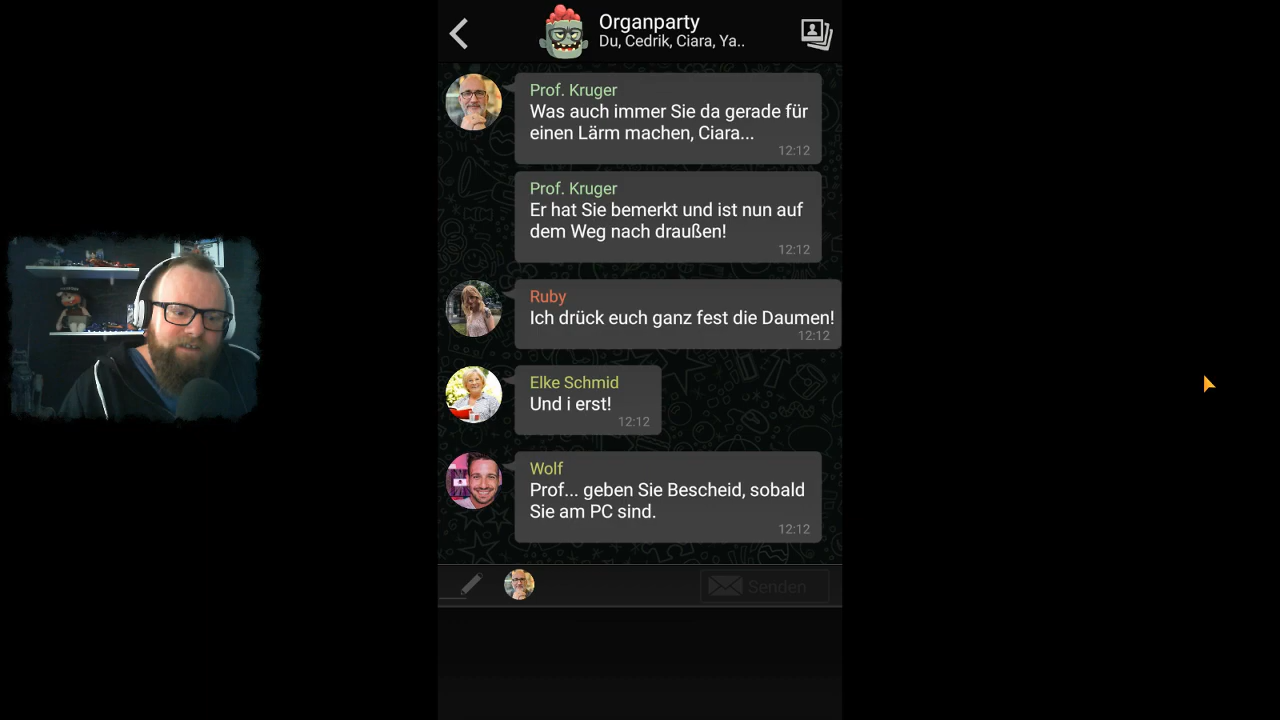 Organparty
Du, Cedrik, Ciara, Ya..
Prof. Kruger
Was auch immer Sie da gerade für
einen Lärm machen, Ciara...
12:12
Prof. Kruger
Er hat Sie bemerkt und ist nun auf
dem Weg nach draußen!
12:12
Ruby
Ich drück euch ganz fest die Daumen!
12:12
Elke Schmid
Und i erst!
12:12
Wolf
Prof... geben Sie Bescheid, sobald
Sie am PC sind.
12:12
Senden